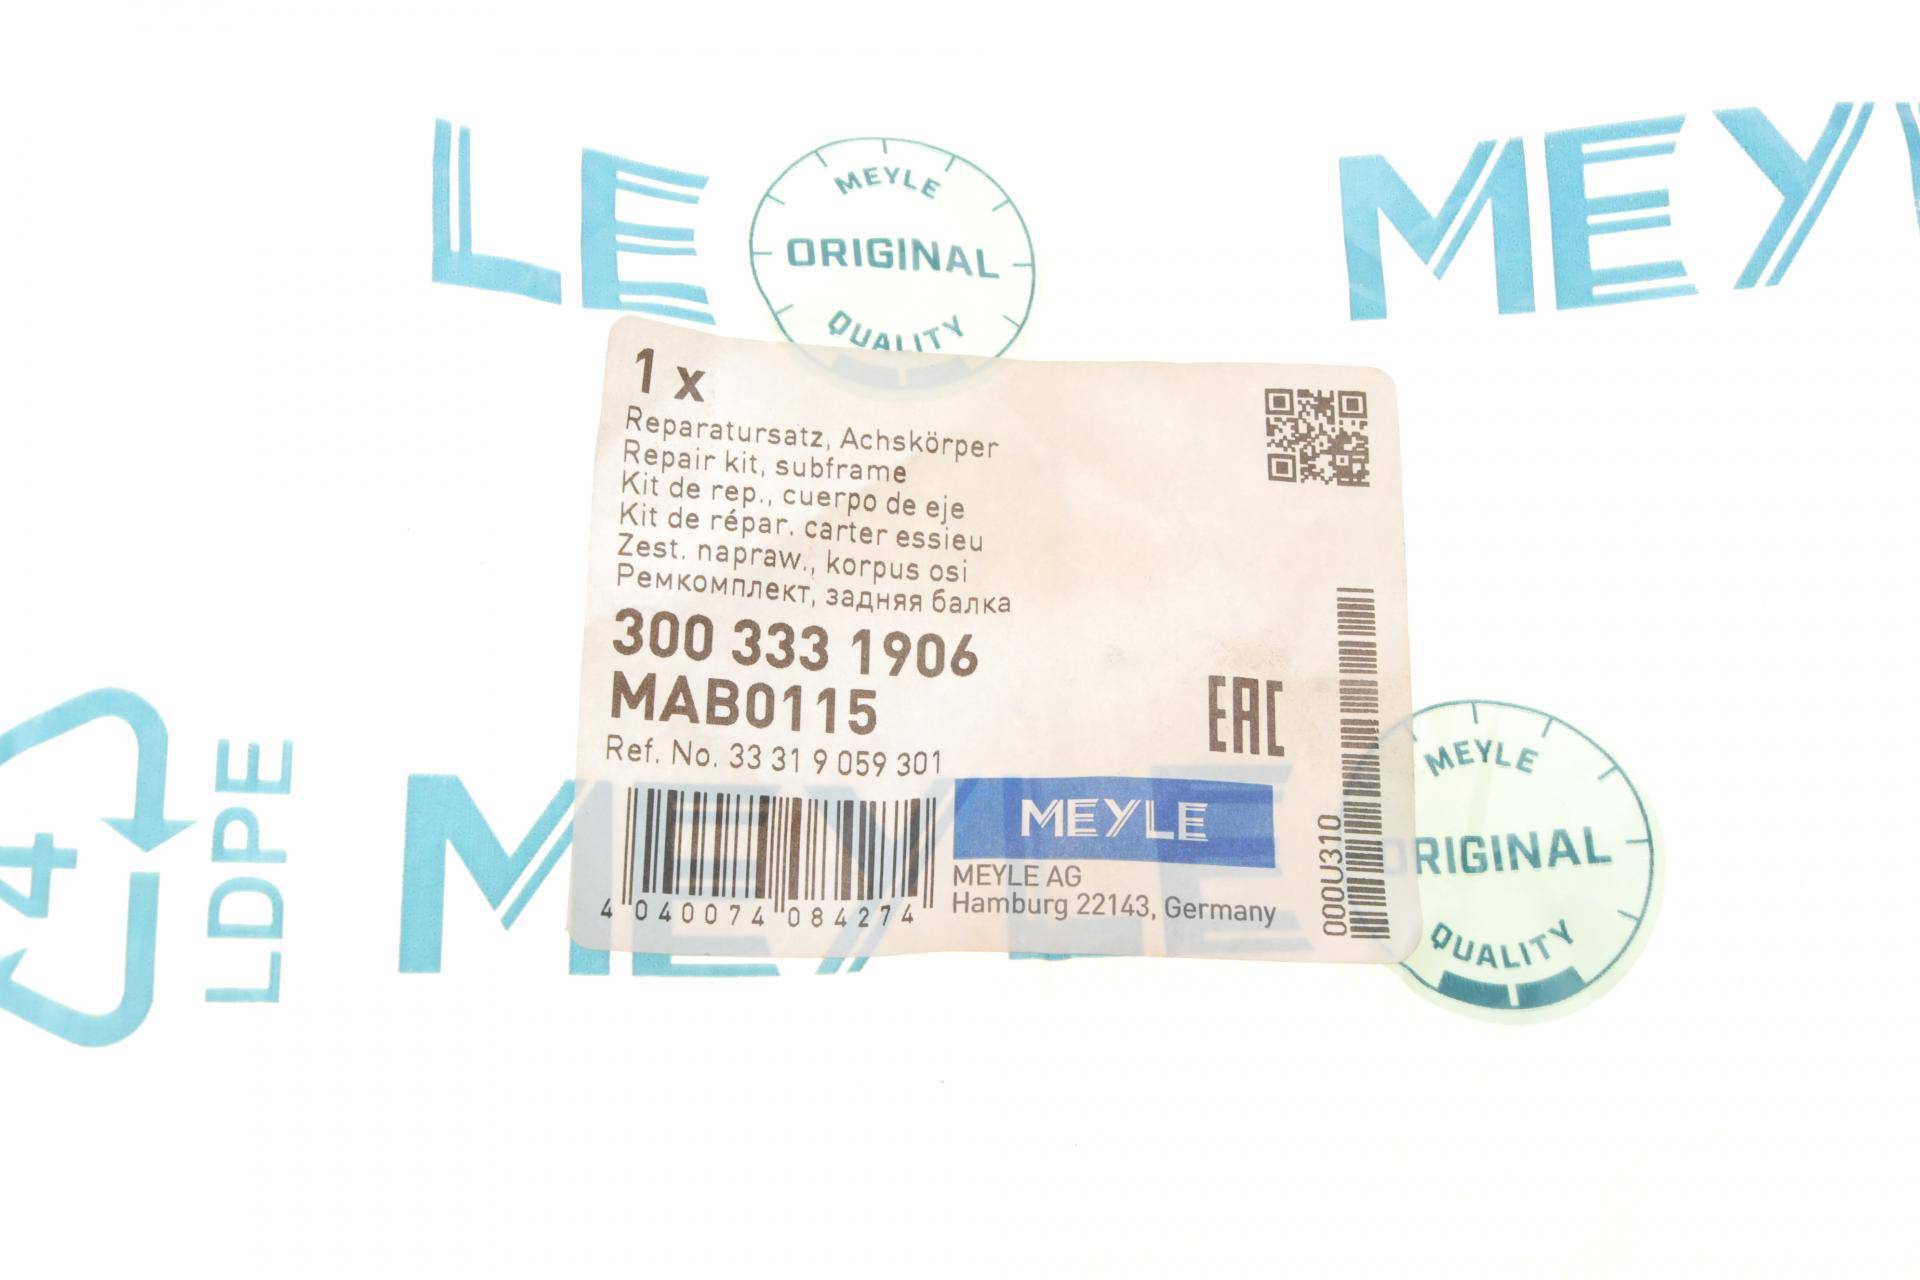 LE
MEYLE
ORIGINAL
QUALITY
MEY
1 x
Reparatursatz, Achskörper
Repair kit, subframe
Kit de rep., cuerpo de eje
Kit de répar. carter essieu
Zest. napraw., korpus osi
Ремкомплект, задняя балка
300 333 1906
MAB0115
Ref. No. 33 31 9 059 301
EAC
4 040074 084274
MEYLE
MEYLE AG
Hamburg 22143, Germany
000U310
MEYLE
ORIGINAL
QUALITY
MEYLE
4
LDPE